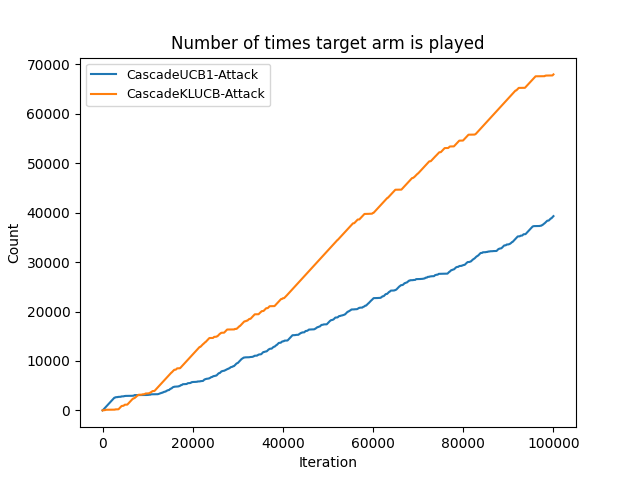 Number of times target arm is played
CascadeUCB1-Attack
CascadeKLUCB-Attack
70000
60000
50000
40000
30000
20000
10000
0
Count
0 20000 40000 60000 80000 100000
Iteration